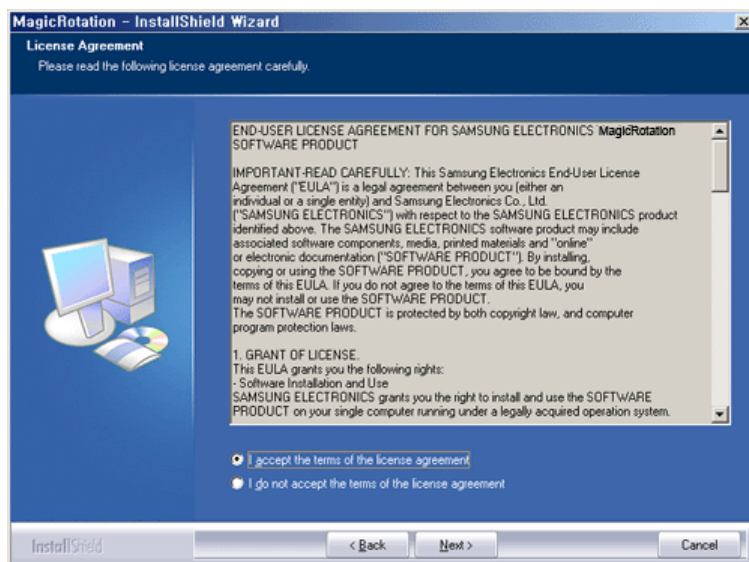 MagicRotation - InstallShield Wizard
License Agreement
Please read the following license agreement carefully.
END-USER LICENSE AGREEMENT FOR SAMSUNG ELECTRONICS MagicRotation
SOFTWARE PRODUCT
IMPORTANT-READ CAREFULLY: This Samsung Electronics End-User License
Agreement ("EULA") is a legal agreement between you (either an
individual or a single entity) and Samsung Electronics Co., Ltd.
("SAMSUNG ELECTRONICS") with respect to the SAMSUNG ELECTRONICS product
identified above. The SAMSUNG ELECTRONICS software product may include
associated software components, media, printed materials and "online"
or electronic documentation ("SOFTWARE PRODUCT"). By installing,
copying or using the SOFTWARE PRODUCT, you agree to be bound by the
terms of this EULA. If you do not agree to the terms of this EULA, you
may not install or use the SOFTWARE PRODUCT.
The SOFTWARE PRODUCT is protected by both copyright law, and computer
program protection laws.
1. GRANT OF LICENSE.
This EULA grants you the following rights:
- Software Installation and Use
SAMSUNG ELECTRONICS grants you the right to install and use the SOFTWARE
PRODUCT on your single computer running under a legally acquired operation system.
I accept the terms of the license agreement
I do not accept the terms of the license agreement
InstallShield
< Back
Next >
Cancel